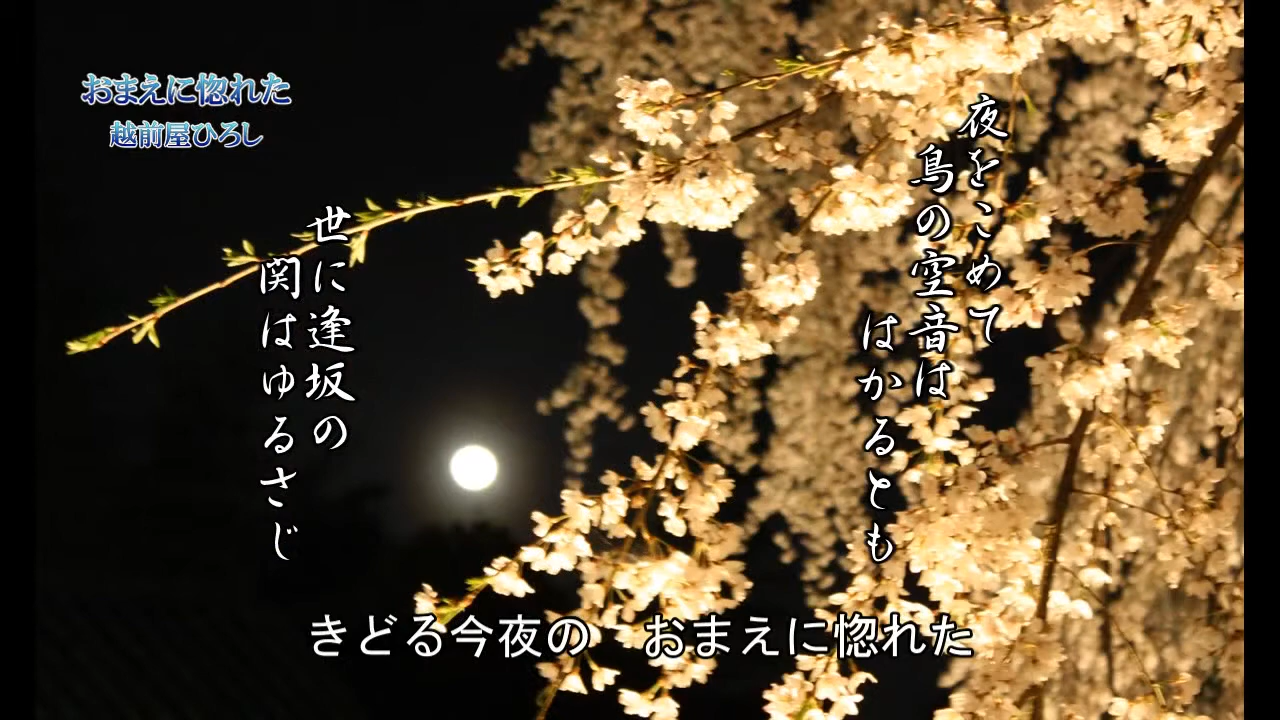 おまえに惚れた
越前屋ひろし
夜をこめて
鳥の空音は
はかるとも
世に逢坂の
関はゆるさじ
きどる今夜の　おまえに惚れた